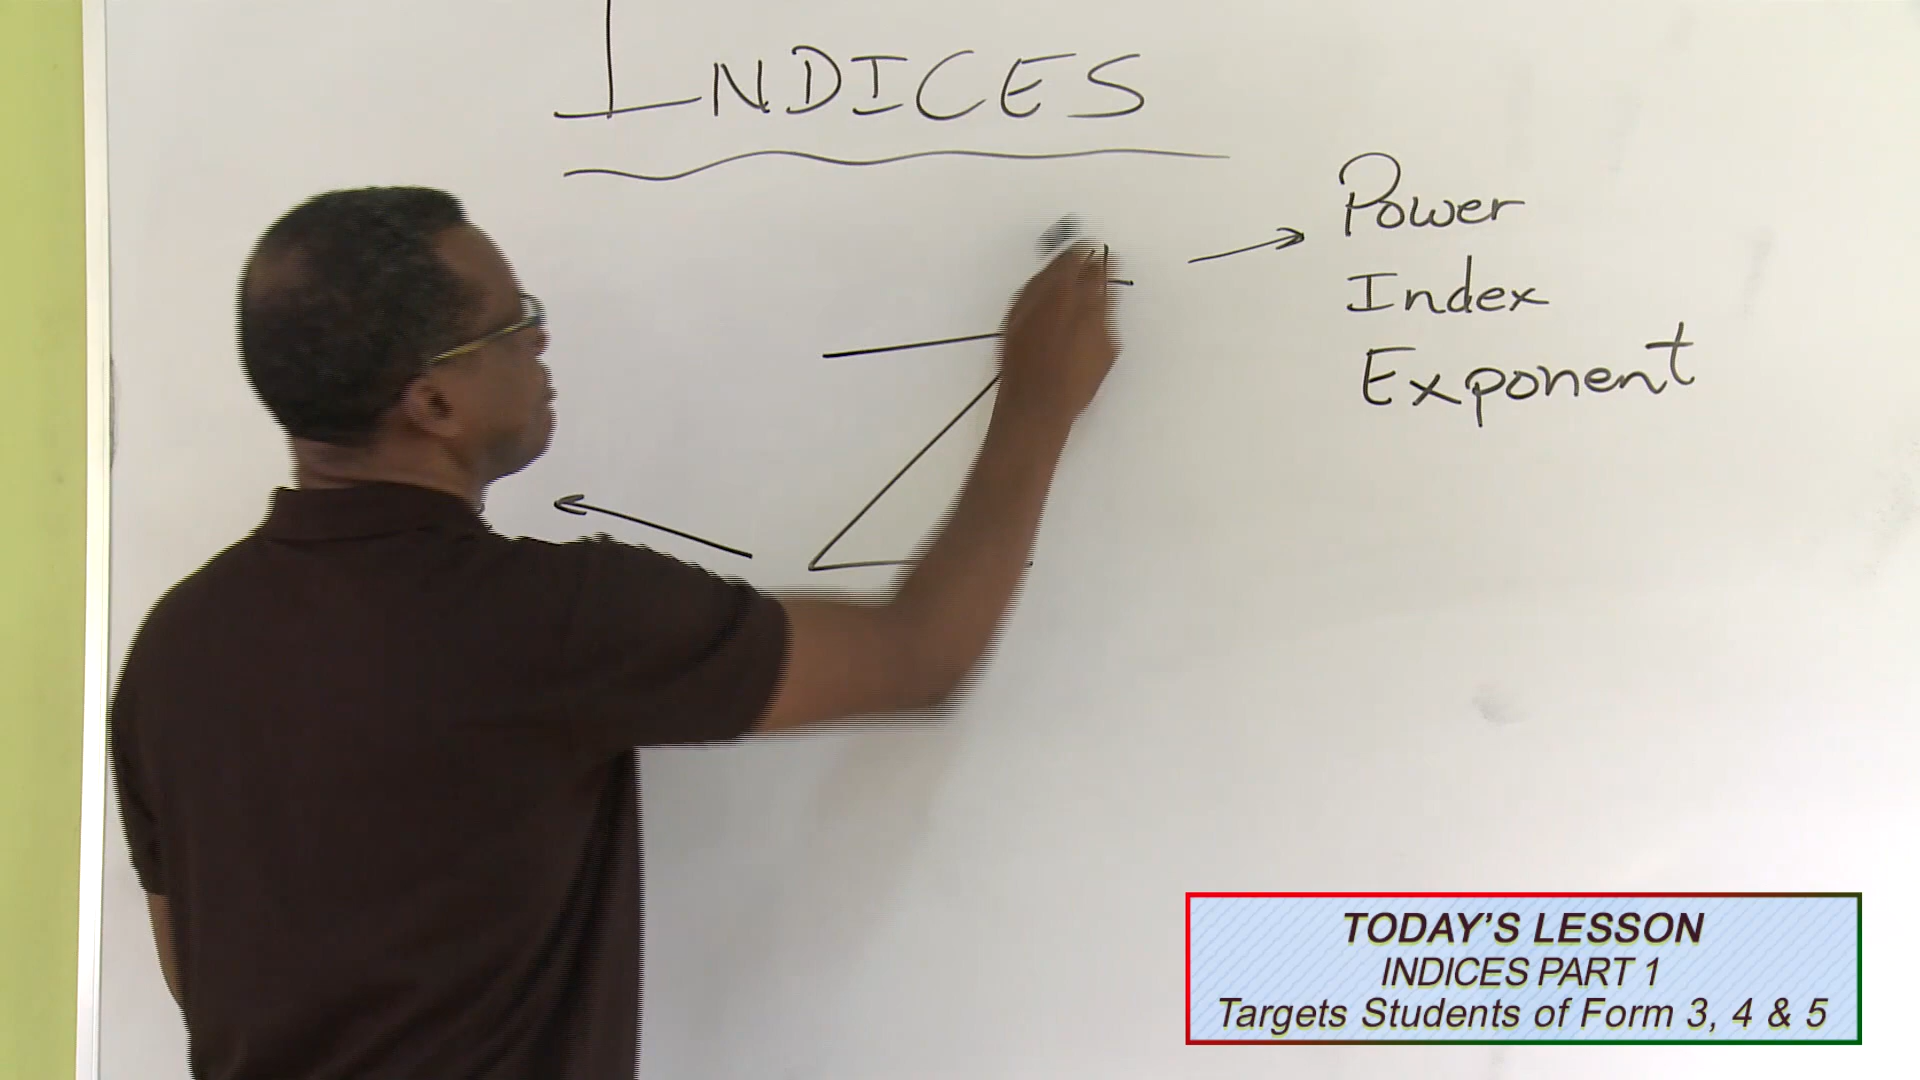 INDICES
Power
Index
Exponent
TODAY'S LESSON
INDICES PART 1
Targets Students of Form 3, 4 & 5